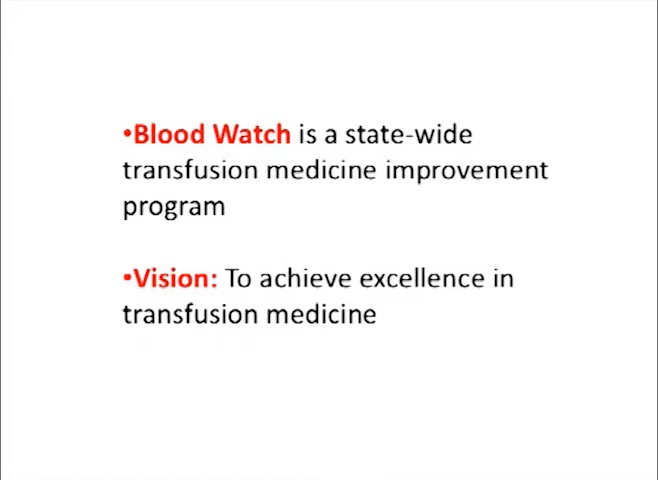 •Blood Watch is a state-wide
transfusion medicine improvement
program
•Vision: To achieve excellence in
transfusion medicine